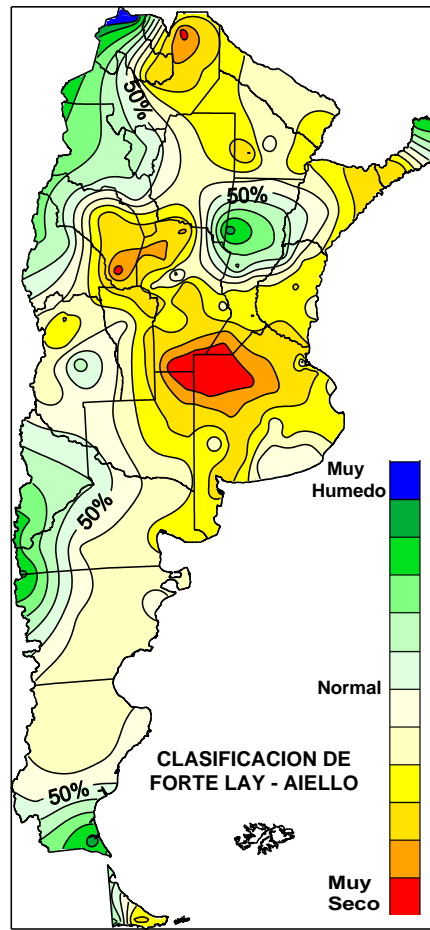 50%
50%
Muy
Humedo
50%
Normal
CLASIFICACION DE
FORTE LAY - AIELLO
50%
Muy
Seco